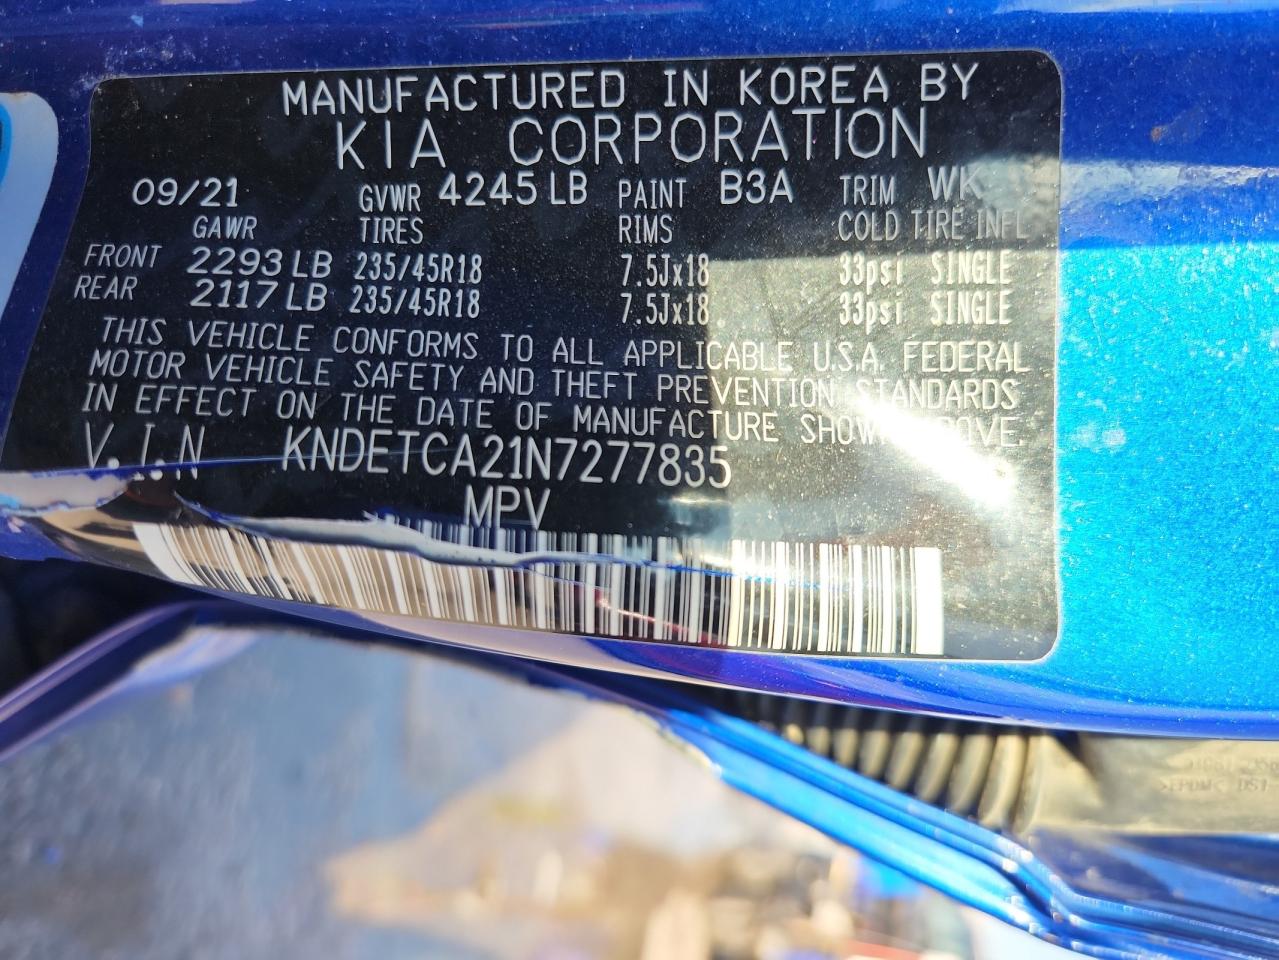 MANUFACTURED IN KOREA BY
KIA CORPORATION
09/21 GVWR 4245 LB PAINT B3A TRIM WK
GAWR TIRES RIMS COLD TIRE INFL
FRONT 2293 LB 235/45R18 7.5Jx18 33psi SINGLE
REAR 2117 LB 235/45R18 7.5Jx18 33psi SINGLE
THIS VEHICLE CONFORMS TO ALL APPLICABLE U.S.A. FEDERAL
MOTOR VEHICLE SAFETY AND THEFT PREVENTION STANDARDS
IN EFFECT ON THE DATE OF MANUFACTURE SHOWN ABOVE.
V.I.N KNDETCA21N7277835
MPV
>EPDM<